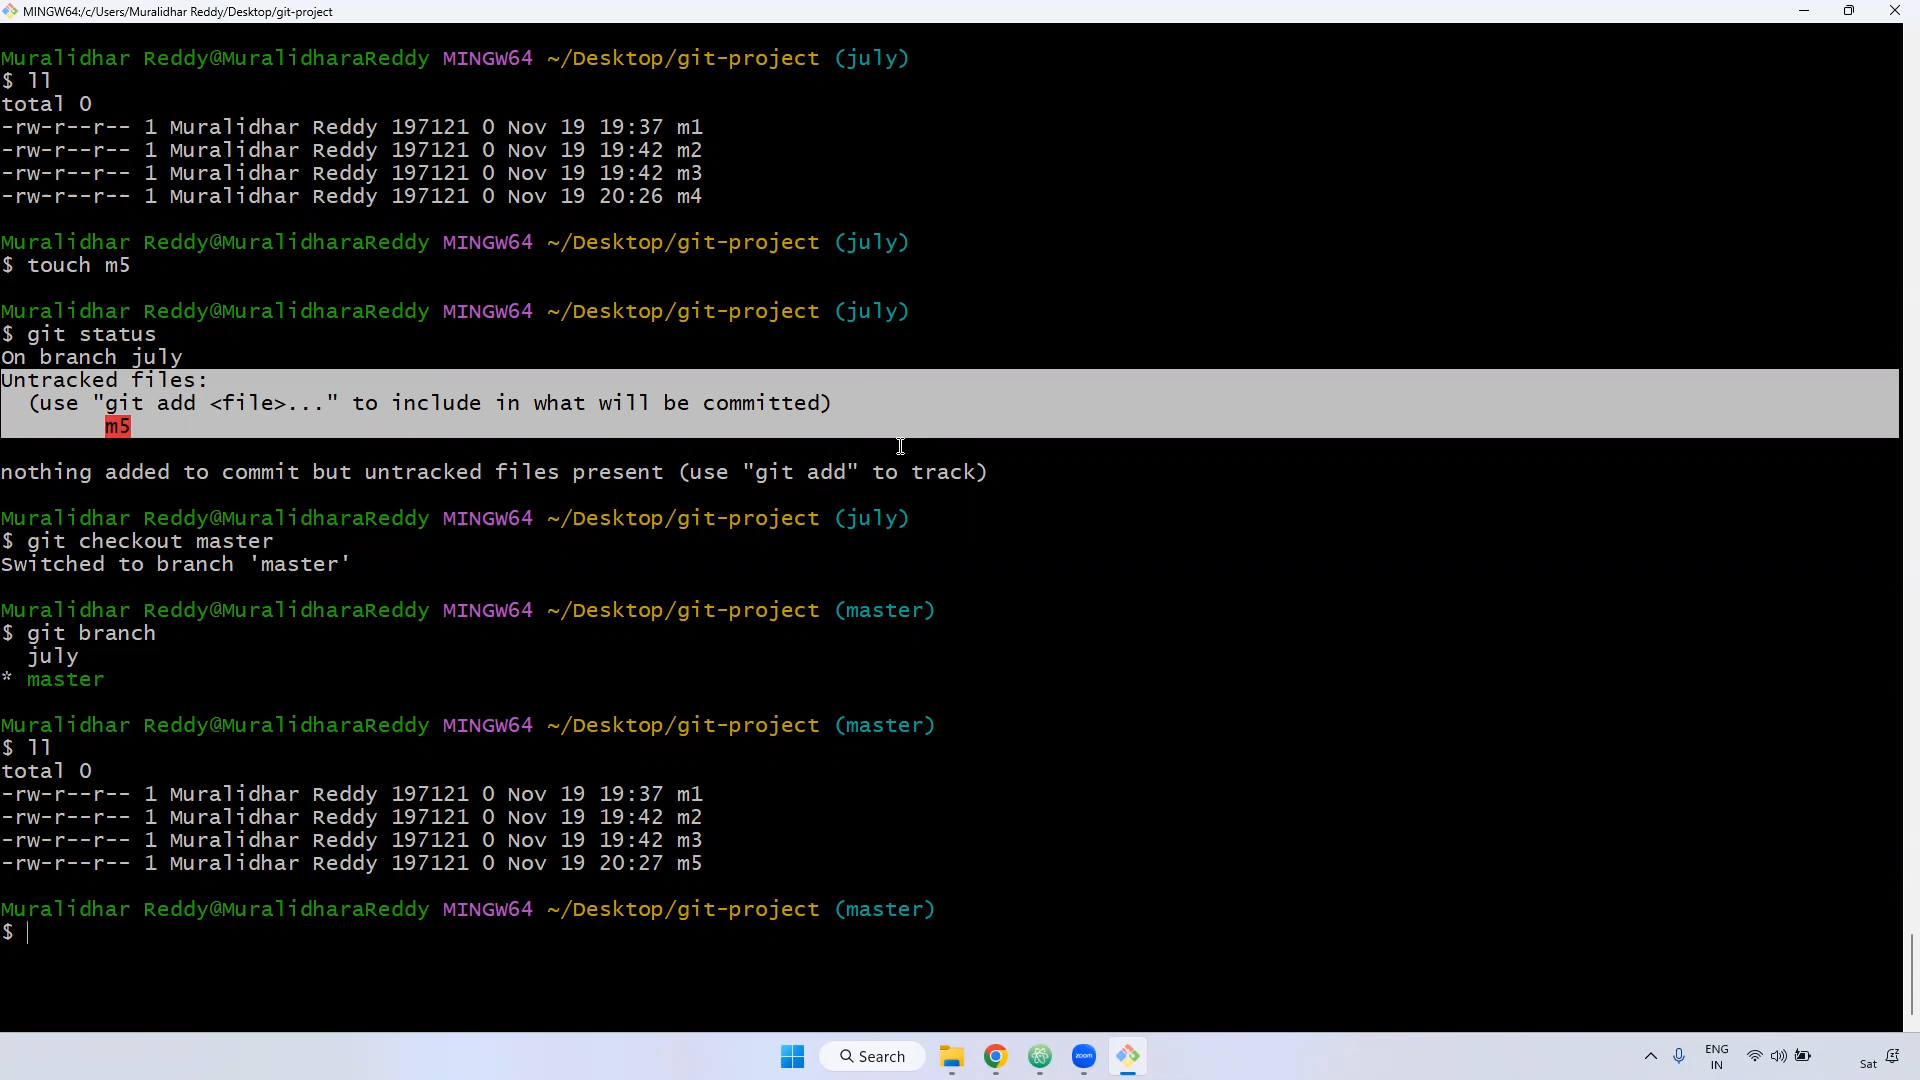 MINGW64:/c/Users/Muralidhar Reddy/Desktop/git-project
Muralidhar Reddy@MuralidharaReddy MINGW64 ~/Desktop/git-project (july)
$ ll
total 0
-rw-r--r-- 1 Muralidhar Reddy 197121 0 Nov 19 19:37 m1
-rw-r--r-- 1 Muralidhar Reddy 197121 0 Nov 19 19:42 m2
-rw-r--r-- 1 Muralidhar Reddy 197121 0 Nov 19 19:42 m3
-rw-r--r-- 1 Muralidhar Reddy 197121 0 Nov 19 20:26 m4
Muralidhar Reddy@MuralidharaReddy MINGW64 ~/Desktop/git-project (july)
$ touch m5
Muralidhar Reddy@MuralidharaReddy MINGW64 ~/Desktop/git-project (july)
$ git status
On branch july
Untracked files:
  (use "git add <file>..." to include in what will be committed)
        m5
nothing added to commit but untracked files present (use "git add" to track)
Muralidhar Reddy@MuralidharaReddy MINGW64 ~/Desktop/git-project (july)
$ git checkout master
Switched to branch 'master'
Muralidhar Reddy@MuralidharaReddy MINGW64 ~/Desktop/git-project (master)
$ git branch
  july
* master
Muralidhar Reddy@MuralidharaReddy MINGW64 ~/Desktop/git-project (master)
$ ll
total 0
-rw-r--r-- 1 Muralidhar Reddy 197121 0 Nov 19 19:37 m1
-rw-r--r-- 1 Muralidhar Reddy 197121 0 Nov 19 19:42 m2
-rw-r--r-- 1 Muralidhar Reddy 197121 0 Nov 19 19:42 m3
-rw-r--r-- 1 Muralidhar Reddy 197121 0 Nov 19 20:27 m5
Muralidhar Reddy@MuralidharaReddy MINGW64 ~/Desktop/git-project (master)
$
Search
zoom
ENG
IN
Sat